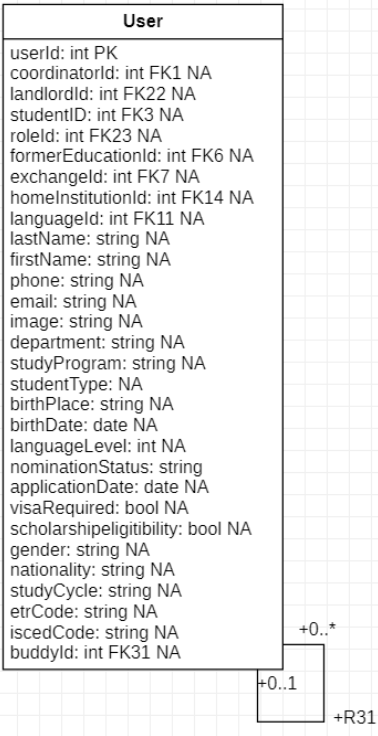 User
userId: int PK
coordinatorId: int FK1 NA
landlordId: int FK22 NA
studentID: int FK3 NA
roleId: int FK23 NA
formerEducationId: int FK6 NA
exchangeId: int FK7 NA
homeInstitutionId: int FK14 NA
languageId: int FK11 NA
lastName: string NA
firstName: string NA
phone: string NA
email: string NA
image: string NA
department: string NA
studyProgram: string NA
studentType: NA
birthPlace: string NA
birthDate: date NA
languageLevel: int NA
nominationStatus: string
applicationDate: date NA
visaRequired: bool NA
scholarshipeligitibility: bool NA
gender: string NA
nationality: string NA
studyCycle: string NA
etrCode: string NA
iscedCode: string NA
buddyId: int FK31 NA
+0..*
+0..1
+R31